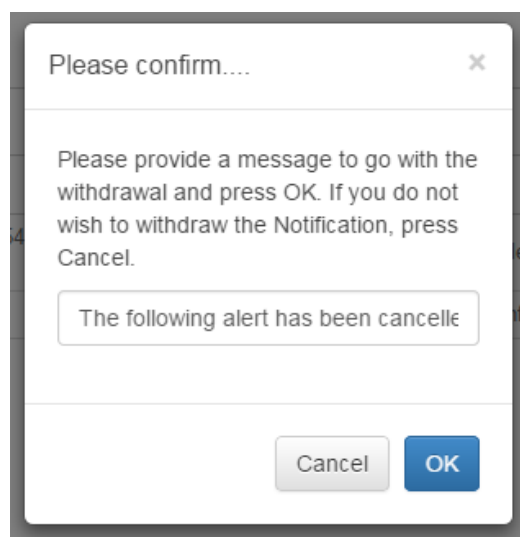 Please confirm....
×
Please provide a message to go with the
withdrawal and press OK. If you do not
wish to withdraw the Notification, press
Cancel.
The following alert has been cancelle
Cancel
OK